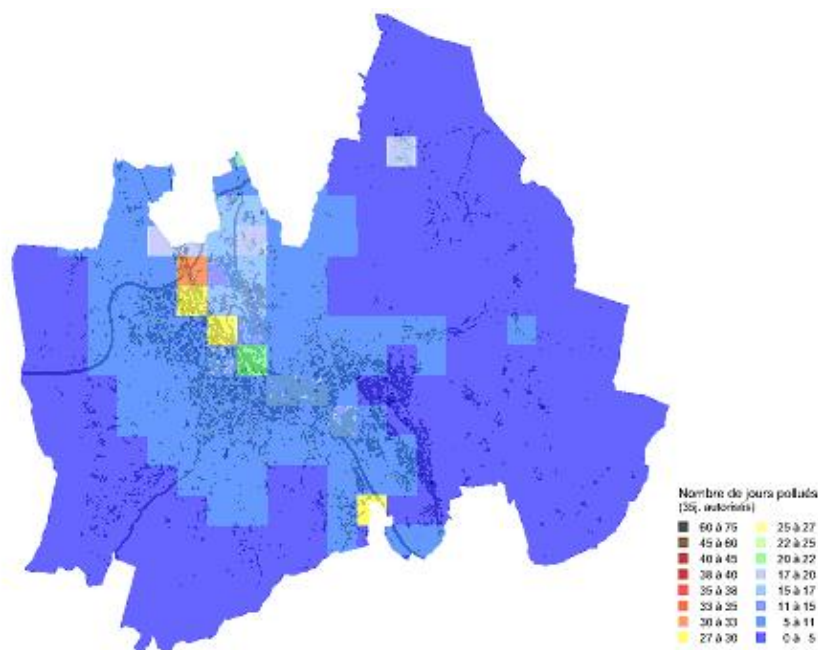 Nombre de jours pollués
(35j. autorisés)
60 à 75 25 à 27
45 à 60 22 à 25
40 à 45 20 à 22
38 à 40 17 à 20
35 à 38 15 à 17
33 à 35 11 à 15
30 à 33 5 à 11
27 à 30 0 à 5